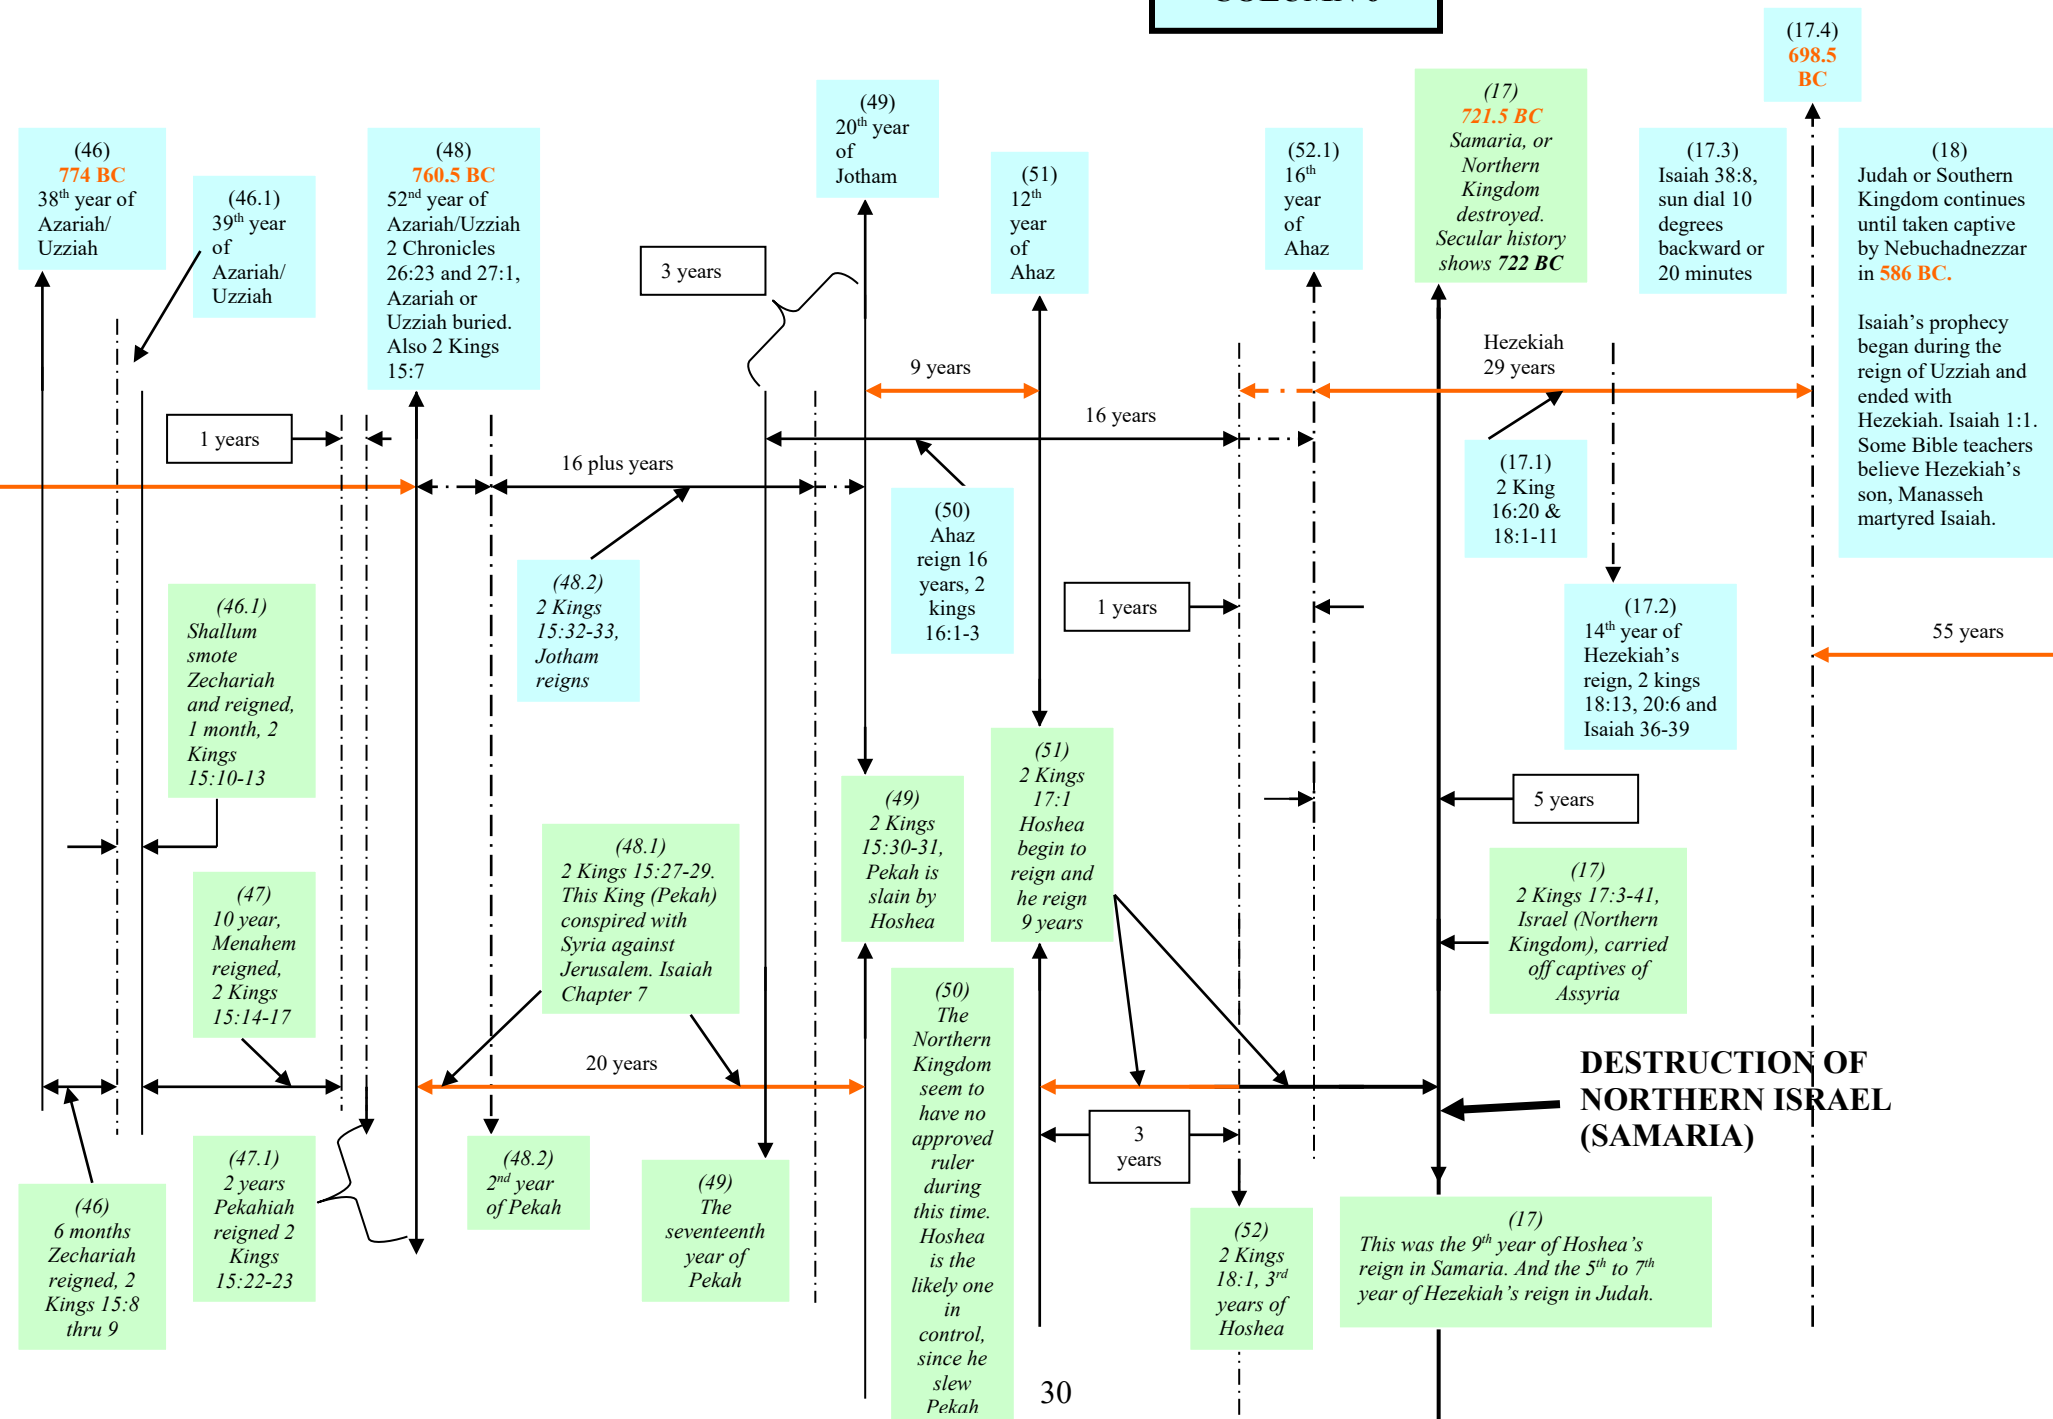 (17.4)
698.5
BC
(46)
774 BC
38th year of
Azariah/
Uzziah
(46.1)
39th year
of
Azariah/
Uzziah
(48)
760.5 BC
52nd year of
Azariah/Uzziah
2 Chronicles
26:23 and 27:1,
Azariah or
Uzziah buried.
Also 2 Kings
15:7
3 years
(49)
20th year
of
Jotham
(51)
12th
year
of
Ahaz
(52.1)
16th
year
of
Ahaz
(17)
721.5 BC
Samaria, or
Northern
Kingdom
destroyed.
Secular history
shows 722 BC
(17.3)
Isaiah 38:8,
sun dial 10
degrees
backward or
20 minutes
(18)
Judah or Southern
Kingdom continues
until taken captive
by Nebuchadnezzar
in 586 BC.
Isaiah’s prophecy
began during the
reign of Uzziah and
ended with
Hezekiah. Isaiah 1:1.
Some Bible teachers
believe Hezekiah’s
son, Manasseh
martyred Isaiah.
9 years
Hezekiah
29 years
1 years
16 years
16 plus years
(48.2)
2 Kings
15:32-33,
Jotham
reigns
(50)
Ahaz
reign 16
years, 2
kings
16:1-3
1 years
(17.1)
2 King
16:20 &
18:1-11
(17.2)
14th year of
Hezekiah’s
reign, 2 kings
18:13, 20:6 and
Isaiah 36-39
55 years
(46.1)
Shallum
smote
Zechariah
and reigned,
1 month, 2
Kings
15:10-13
(47)
10 year,
Menahem
reigned,
2 Kings
15:14-17
(48.1)
2 Kings 15:27-29.
This King (Pekah)
conspired with
Syria against
Jerusalem. Isaiah
Chapter 7
(49)
2 Kings
15:30-31,
Pekah is
slain by
Hoshea
(51)
2 Kings
17:1
Hoshea
begin to
reign and
he reign
9 years
5 years
(17)
2 Kings 17:3-41,
Israel (Northern
Kingdom), carried
off captives of
Assyria
20 years
(50)
The
Northern
Kingdom
seem to
have no
approved
ruler
during
this time.
Hoshea
is the
likely one
in
control,
since he
slew
Pekah
3
years
DESTRUCTION OF
NORTHERN ISRAEL
(SAMARIA)
(46)
6 months
Zechariah
reigned, 2
Kings 15:8
thru 9
(47.1)
2 years
Pekahiah
reigned 2
Kings
15:22-23
(48.2)
2nd year
of Pekah
(49)
The
seventeenth
year of
Pekah
(52)
2 Kings
18:1, 3rd
years of
Hoshea
(17)
This was the 9th year of Hoshea’s
reign in Samaria. And the 5th to 7th
year of Hezekiah’s reign in Judah.
30